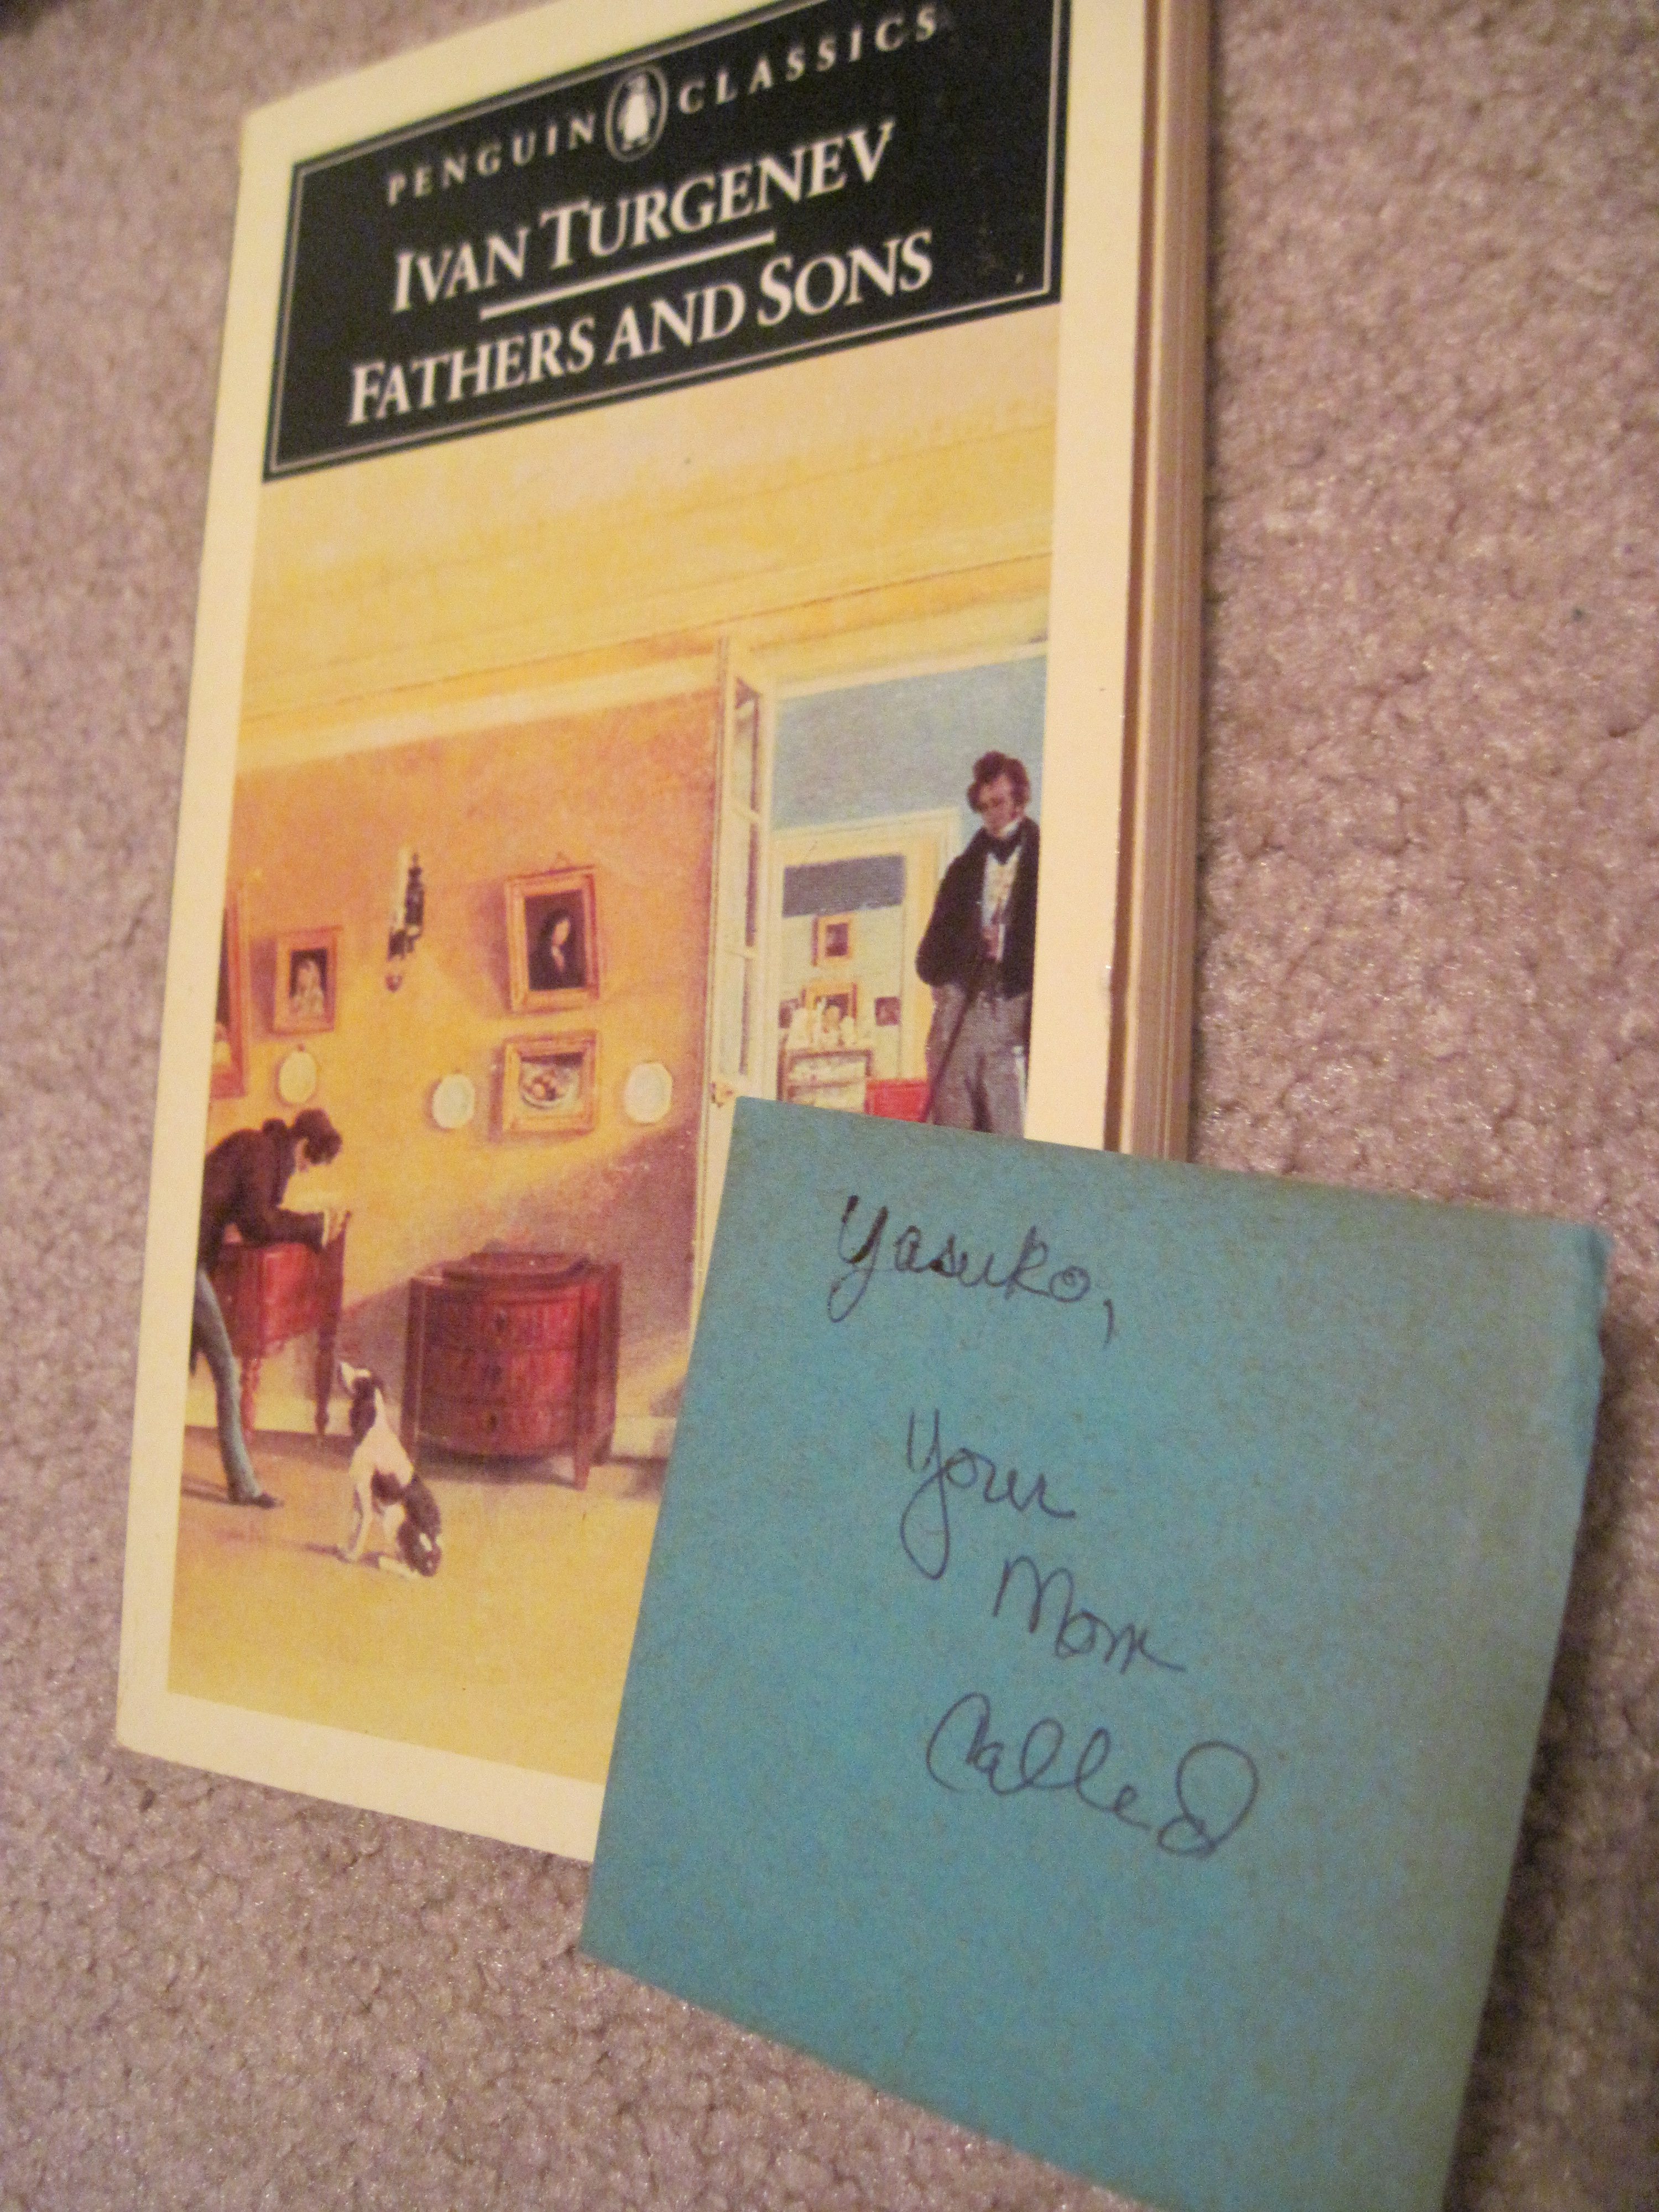 PENGUIN CLASSICS
IVAN TURGENEV
FATHERS AND SONS
Yasuko,
Your
Mom
Called